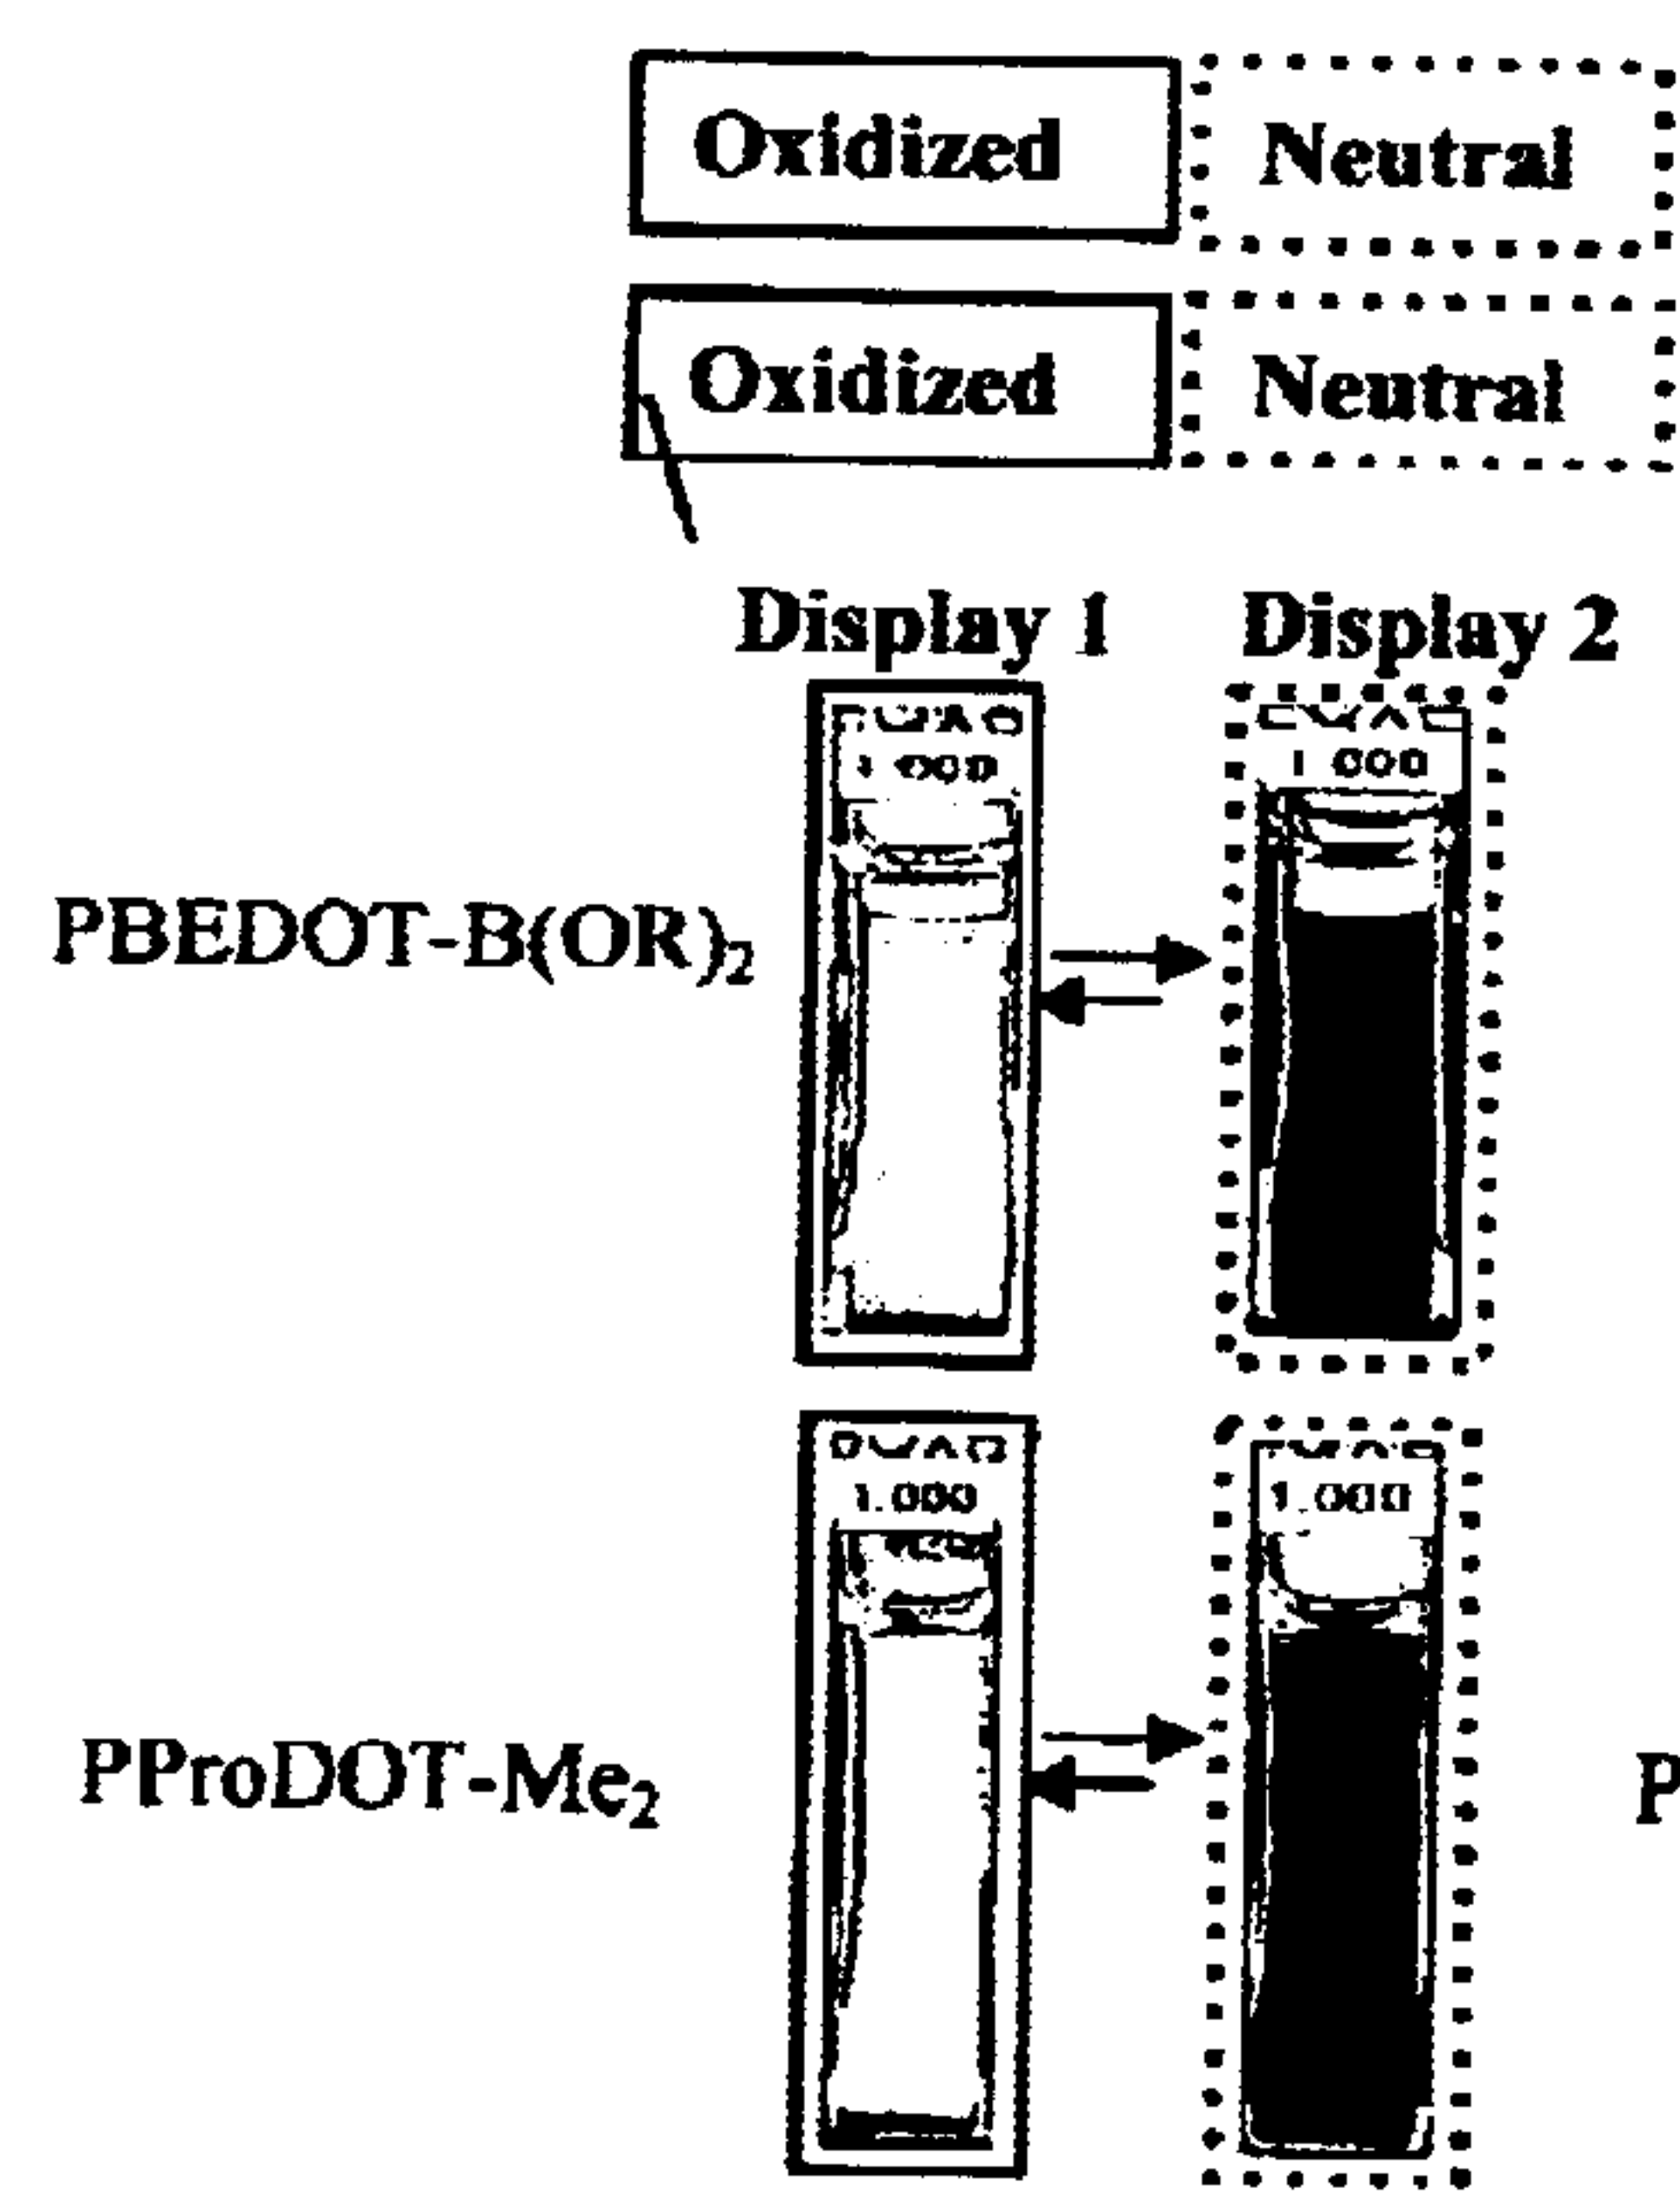 Oxidized Neutral
Oxidized Neutral
Display 1 Display 2
1 000
PBEDOT-B(OR)₂
1.000 1.000
PProDOT-Me₂ P